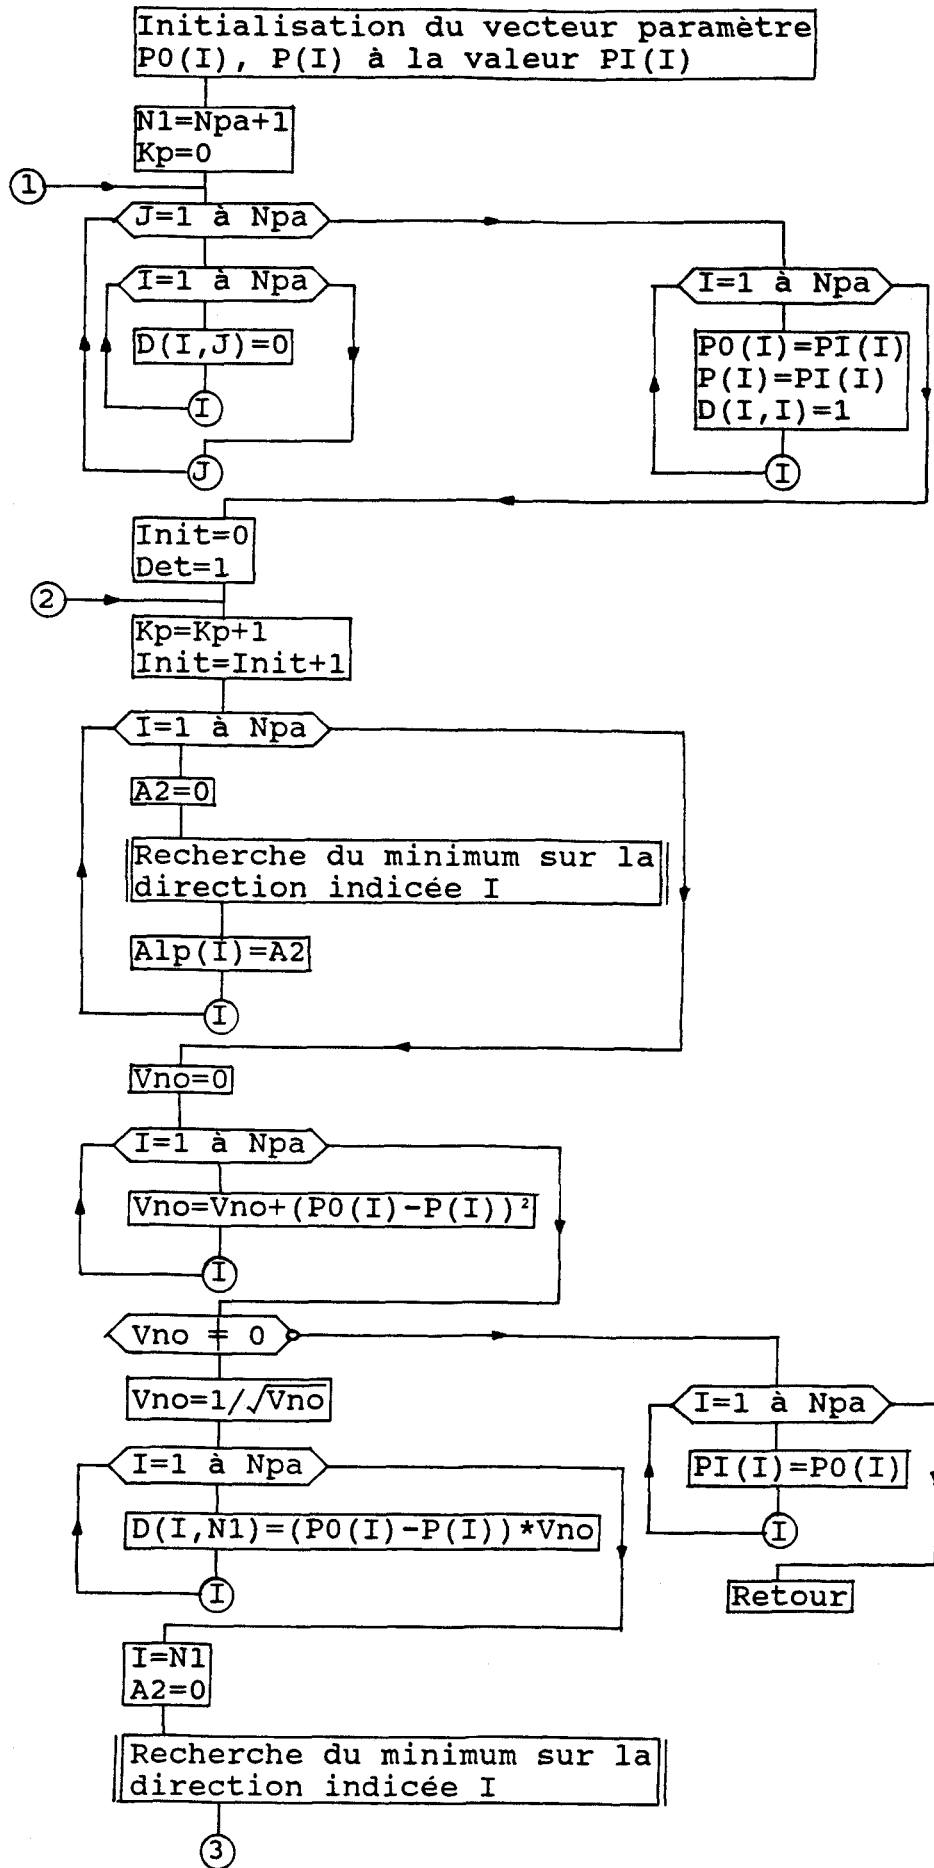 Initialisation du vecteur paramètre
P0(I), P(I) à la valeur PI(I)
N1=Npa+1
Kp=0
1
J=1 à Npa
I=1 à Npa
D(I,J)=0
I
J
I=1 à Npa
P0(I)=PI(I)
P(I)=PI(I)
D(I,I)=1
I
Init=0
Det=1
2
Kp=Kp+1
Init=Init+1
I=1 à Npa
A2=0
Recherche du minimum sur la
direction indicée I
Alp(I)=A2
I
Vno=0
I=1 à Npa
Vno=Vno+(P0(I)-P(I))²
I
Vno = 0
Vno=1/√Vno
I=1 à Npa
D(I,N1)=(P0(I)-P(I))*Vno
I
I=1 à Npa
PI(I)=P0(I)
I
Retour
I=N1
A2=0
Recherche du minimum sur la
direction indicée I
3